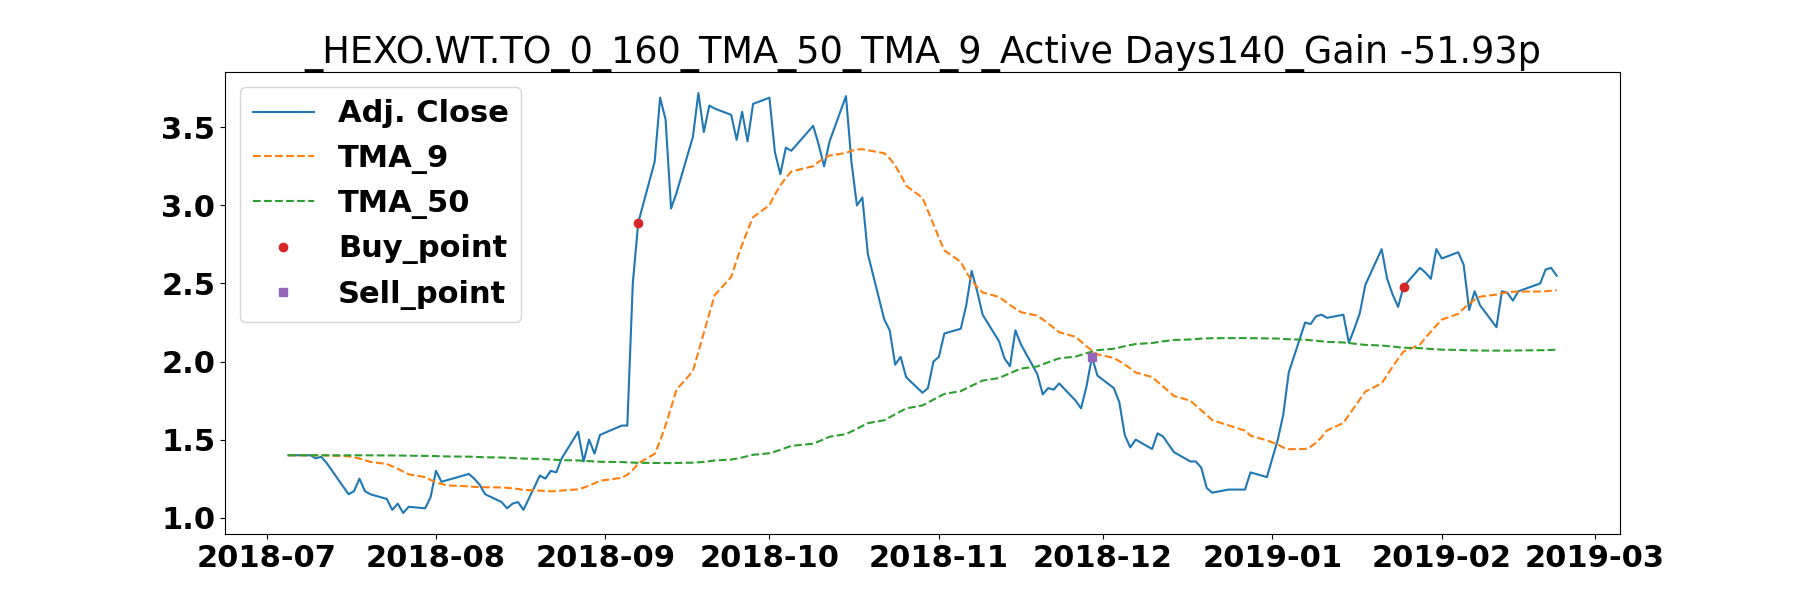 _HEXO.WT.TO_0_160_TMA_50_TMA_9_Active Days140_Gain -51.93p
Adj. Close
TMA_9
TMA_50
Buy_point
Sell_point
3.5
3.0
2.5
2.0
1.5
1.0
2018-07 2018-08 2018-09 2018-10 2018-11 2018-12 2019-01 2019-02 2019-03